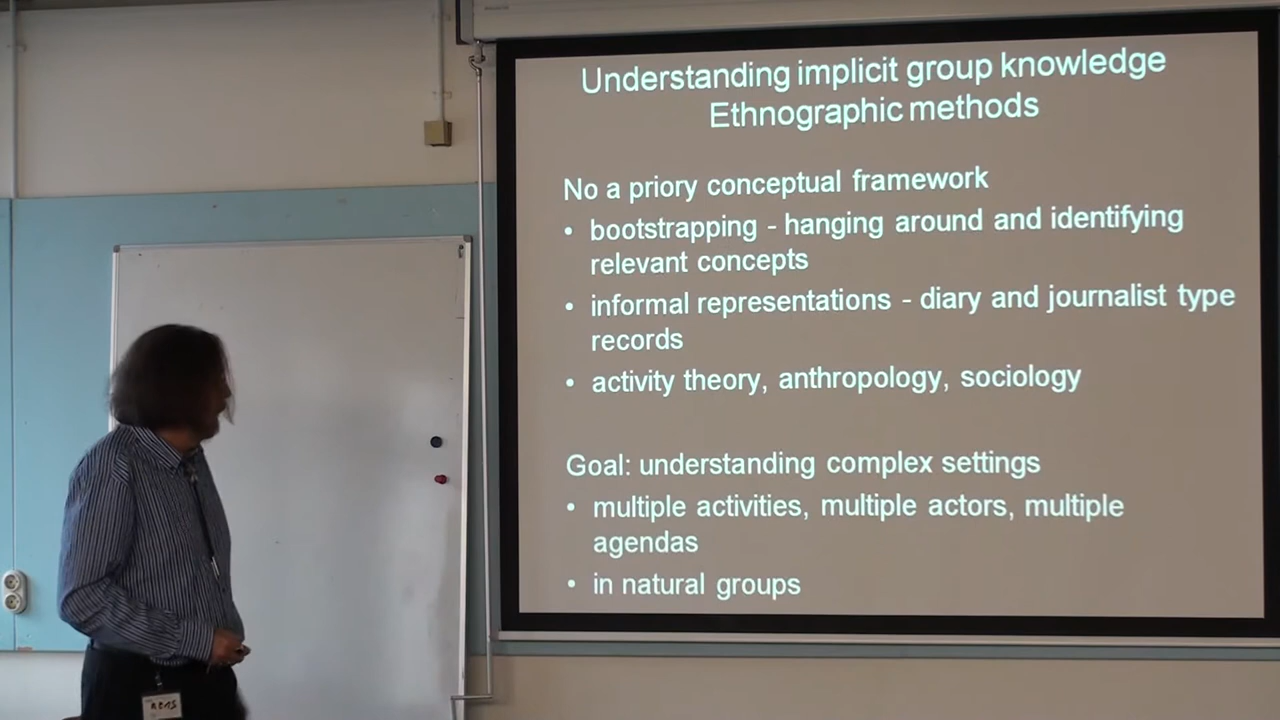 Understanding implicit group knowledge
Ethnographic methods
No a priory conceptual framework
• bootstrapping - hanging around and identifying
relevant concepts
• informal representations - diary and journalist type
records
• activity theory, anthropology, sociology
Goal: understanding complex settings
• multiple activities, multiple actors, multiple
agendas
• in natural groups